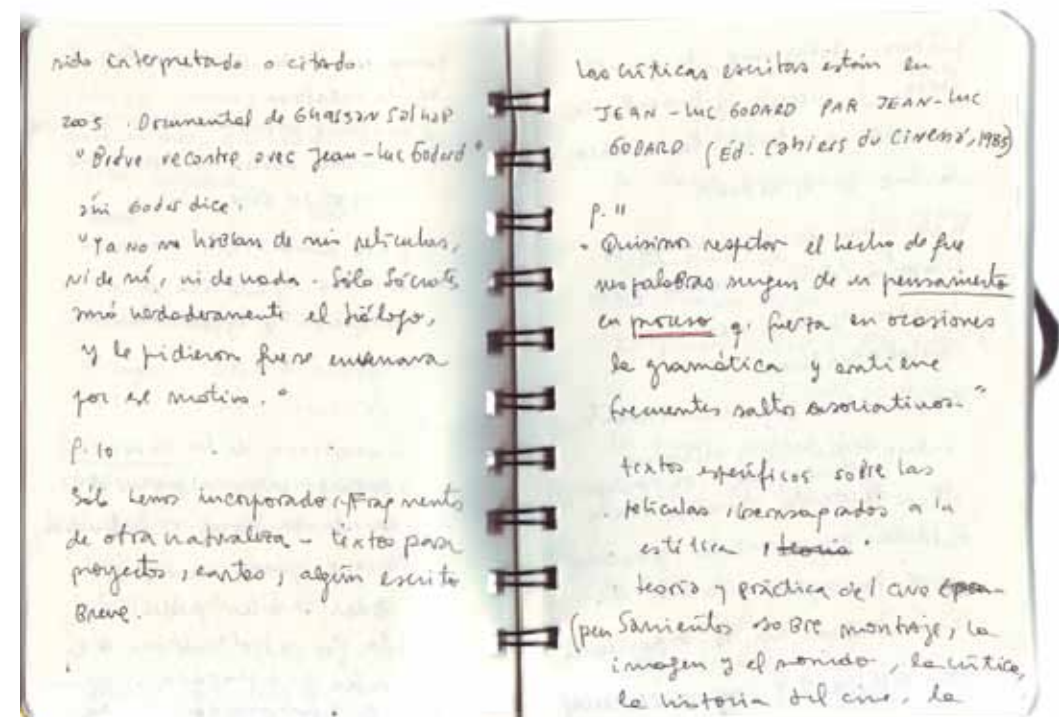 sido interpretado o citado.
2005. Documental de Ghassan Salhab
"Brève recontre avec Jean-Luc Godard"
dice.
"Ya no me hablan de mis películas,
ni de mí, ni de nada. Sólo Sócrates
amó verdaderamente el diálogo,
y le pidieron que se envenenara
por ese motivo."
p. 10
Sólo hemos incorporado fragmentos
de otra naturaleza - textos para
proyectos, cartas, algún escrito
Breve.
Las críticas escritas están en
JEAN-LUC GODARD PAR JEAN-LUC
GODARD (Ed. Cahiers du Cinemá, 1985)
p. 11
"Quisimos respetar el hecho de que
sus palabras surgen de un pensamiento
en proceso q. fuerza en ocasiones
la gramática y contiene
frecuentes saltos asociativos."
textos específicos sobre las
películas, consagrados a la
estética, teoría
teoría y práctica del cine
(pensamientos sobre montaje, la
imagen y el sonido, la crítica,
la historia del cine, la